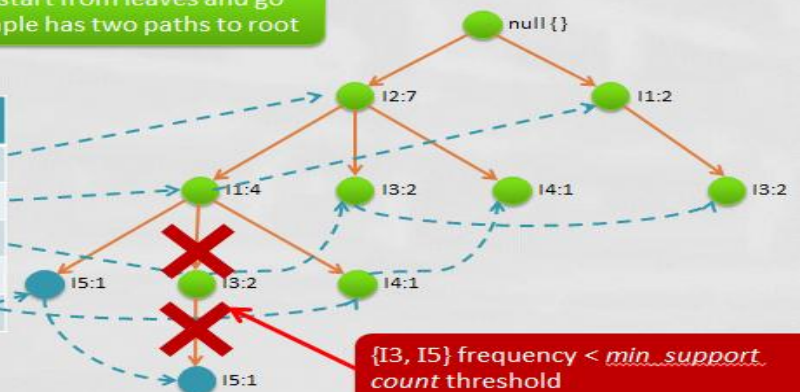 start from leaves and go
ple has two paths to root
null {}
I2:7
I1:2
I1:4
I3:2
I4:1
I3:2
I5:1
I3:2
I4:1
I5:1
{I3, I5} frequency < min_support
count threshold